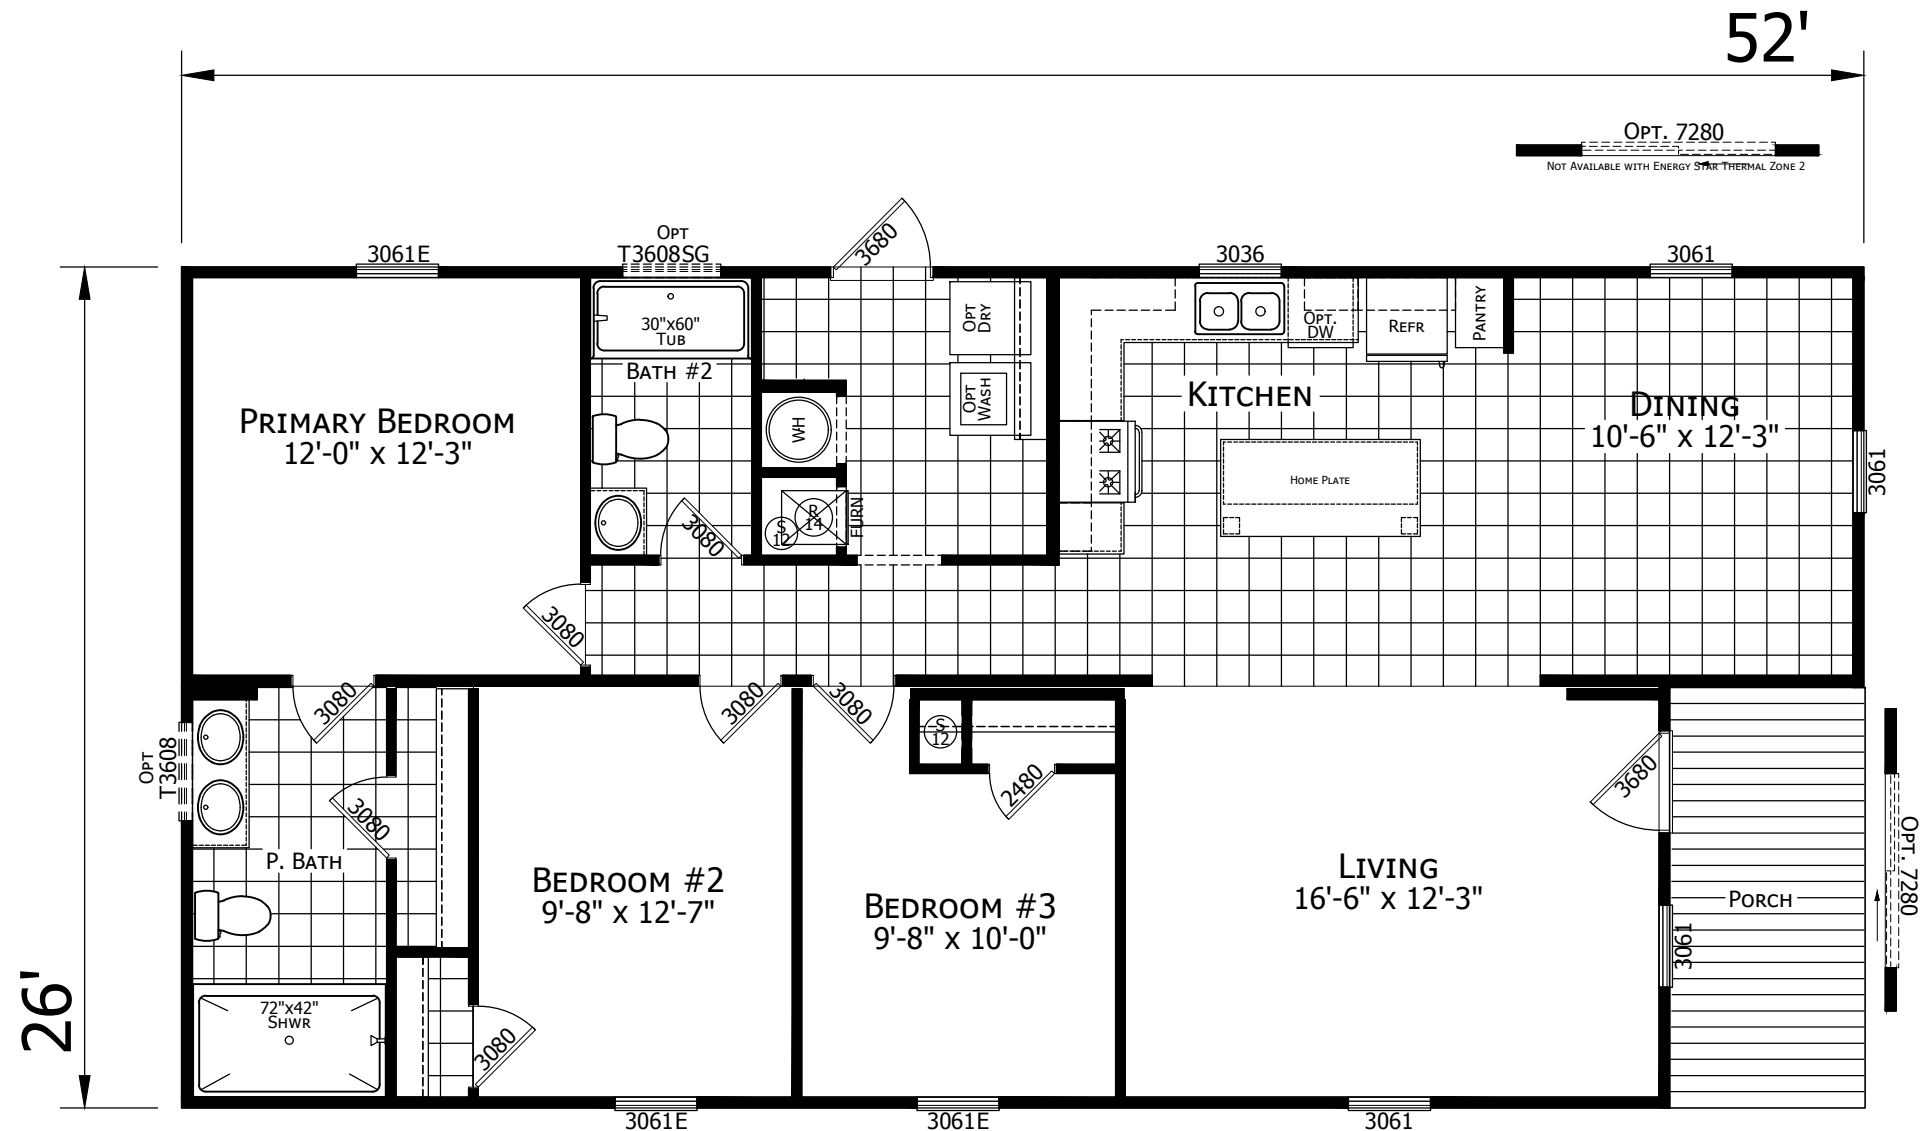 52'
Opt. 7280
Not Available with Energy Star Thermal Zone 2
3680
Opt
T3608SG
3061E
3036
3061
30"x60"
Tub
Opt
Dry
Opt.
DW
Refr
Pantry
Bath #2
Opt
Wash
Kitchen
Dining
10'-6" x 12'-3"
Primary Bedroom
12'-0" x 12'-3"
WH
3061
Home Plate
R
14
S
12
Furn
3080
3080
3080
3080
3080
S
12
Opt
T3608
2480
3680
3080
P. Bath
Opt. 7280
Living
16'-6" x 12'-3"
Bedroom #2
9'-8" x 12'-7"
Bedroom #3
9'-8" x 10'-0"
Porch
3061
26'
72"x42"
Shwr
3080
3061E
3061E
3061